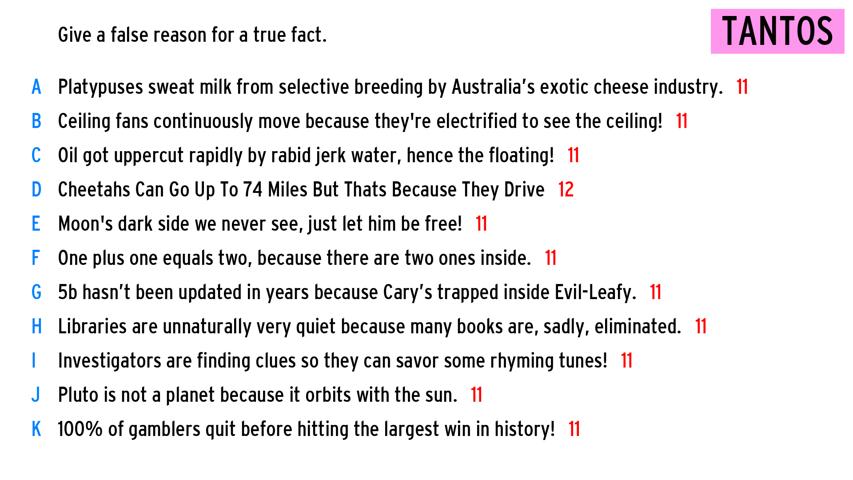 Give a false reason for a true fact.
TANTOS
A Platypuses sweat milk from selective breeding by Australia's exotic cheese industry. 11
B Ceiling fans continuously move because they're electrified to see the ceiling! 11
C Oil got uppercut rapidly by rabid jerk water, hence the floating! 11
D Cheetahs Can Go Up To 74 Miles But Thats Because They Drive 12
E Moon's dark side we never see, just let him be free! 11
F One plus one equals two, because there are two ones inside. 11
G 5b hasn't been updated in years because Cary's trapped inside Evil-Leafy. 11
H Libraries are unnaturally very quiet because many books are, sadly, eliminated. 11
I Investigators are finding clues so they can savor some rhyming tunes! 11
J Pluto is not a planet because it orbits with the sun. 11
K 100% of gamblers quit before hitting the largest win in history! 11